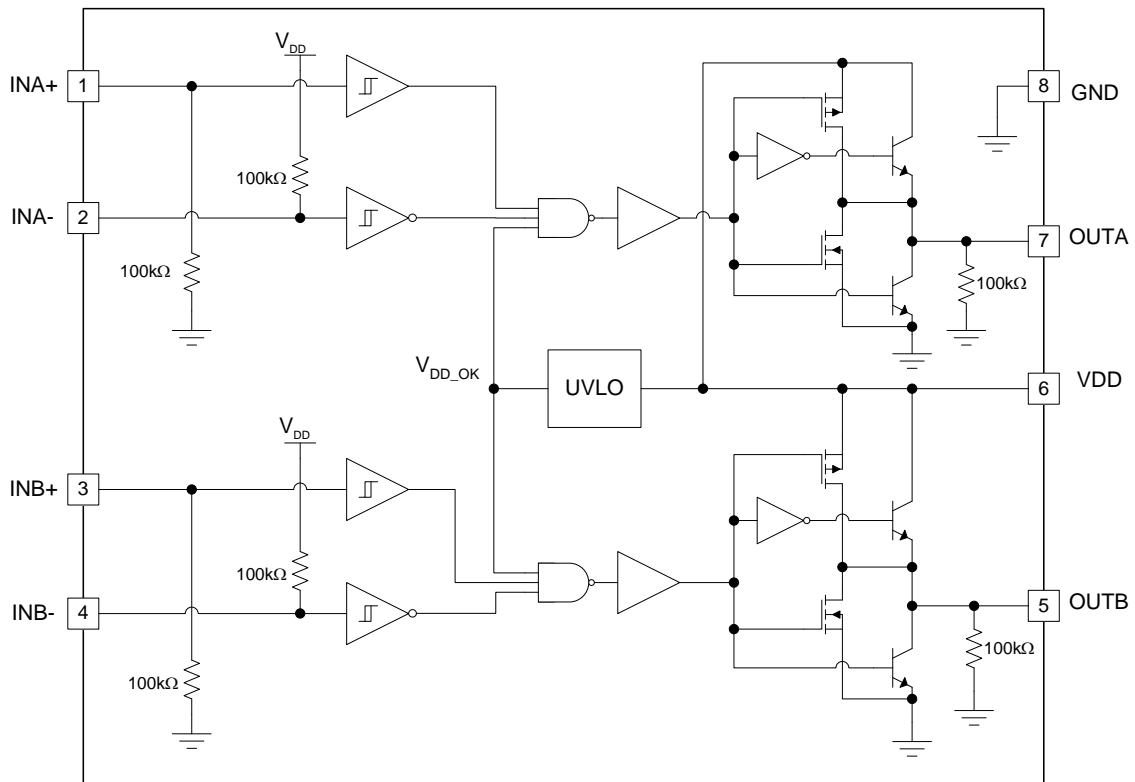 V_DD
INA+ 1
8 GND
100kΩ
INA- 2
7 OUTA
100kΩ
100kΩ
V_DD_OK
UVLO
6 VDD
V_DD
INB+ 3
100kΩ
INB- 4
5 OUTB
100kΩ
100kΩ